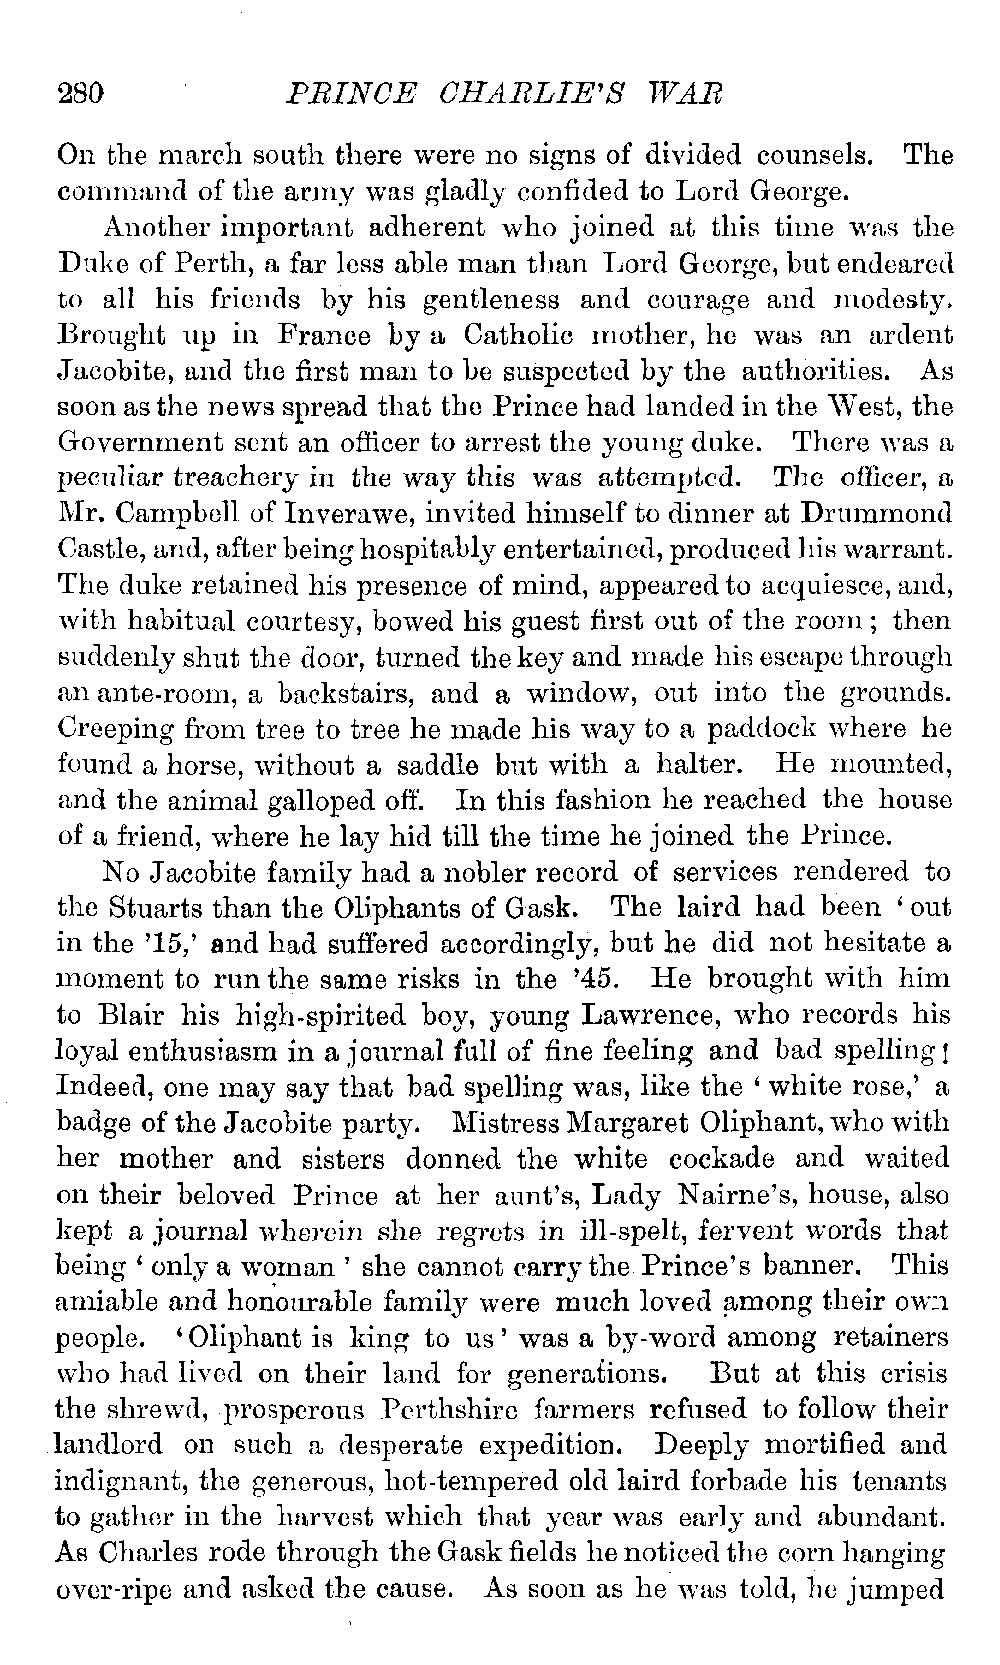 280 PRINCE CHARLIE'S WAR
On the march south there were no signs of divided counsels. The
command of the army was gladly confided to Lord George.
Another important adherent who joined at this time was the
Duke of Perth, a far less able man than Lord George, but endeared
to all his friends by his gentleness and courage and modesty.
Brought up in France by a Catholic mother, he was an ardent
Jacobite, and the first man to be suspected by the authorities. As
soon as the news spread that the Prince had landed in the West, the
Government sent an officer to arrest the young duke. There was a
peculiar treachery in the way this was attempted. The officer, a
Mr. Campbell of Inverawe, invited himself to dinner at Drummond
Castle, and, after being hospitably entertained, produced his warrant.
The duke retained his presence of mind, appeared to acquiesce, and,
with habitual courtesy, bowed his guest first out of the room; then
suddenly shut the door, turned the key and made his escape through
an ante-room, a backstairs, and a window, out into the grounds.
Creeping from tree to tree he made his way to a paddock where he
found a horse, without a saddle but with a halter. He mounted,
and the animal galloped off. In this fashion he reached the house
of a friend, where he lay hid till the time he joined the Prince.
No Jacobite family had a nobler record of services rendered to
the Stuarts than the Oliphants of Gask. The laird had been ‘out
in the ’15,’ and had suffered accordingly, but he did not hesitate a
moment to run the same risks in the ’45. He brought with him
to Blair his high-spirited boy, young Lawrence, who records his
loyal enthusiasm in a journal full of fine feeling and bad spelling!
Indeed, one may say that bad spelling was, like the ‘white rose,’ a
badge of the Jacobite party. Mistress Margaret Oliphant, who with
her mother and sisters donned the white cockade and waited
on their beloved Prince at her aunt's, Lady Nairne's, house, also
kept a journal wherein she regrets in ill-spelt, fervent words that
being ‘only a woman’ she cannot carry the Prince's banner. This
amiable and honourable family were much loved among their own
people. ‘Oliphant is king to us’ was a by-word among retainers
who had lived on their land for generations. But at this crisis
the shrewd, prosperous Perthshire farmers refused to follow their
landlord on such a desperate expedition. Deeply mortified and
indignant, the generous, hot-tempered old laird forbade his tenants
to gather in the harvest which that year was early and abundant.
As Charles rode through the Gask fields he noticed the corn hanging
over-ripe and asked the cause. As soon as he was told, he jumped